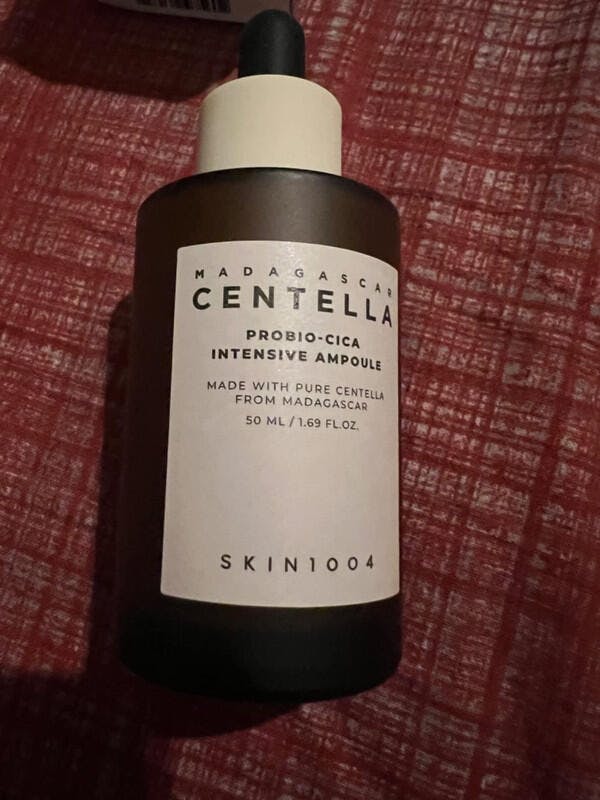 MADAGASCAR
CENTELLA
PROBIO-CICA
INTENSIVE AMPOULE
MADE WITH PURE CENTELLA
FROM MADAGASCAR
50 ML / 1.69 FL.OZ.
SKIN1004